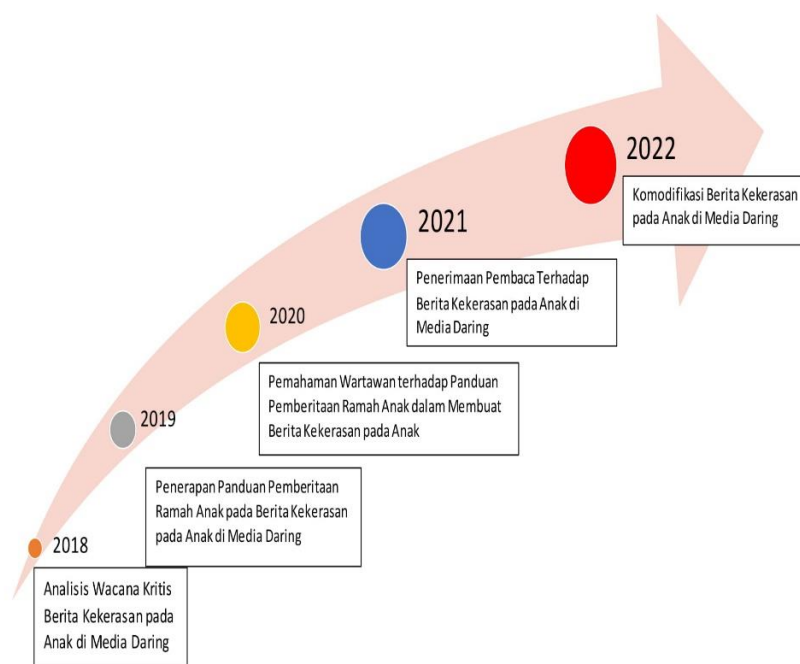 2022
Komodifikasi Berita Kekerasan
pada Anak di Media Daring
2021
Penerimaan Pembaca Terhadap
Berita Kekerasan pada Anak di
Media Daring
2020
Pemahaman Wartawan terhadap Panduan
Pemberitaan Ramah Anak dalam Membuat
Berita Kekerasan pada Anak
2019
Penerapan Panduan Pemberitaan
Ramah Anak pada Berita Kekerasan
pada Anak di Media Daring
2018
Analisis Wacana Kritis
Berita Kekerasan pada
Anak di Media Daring